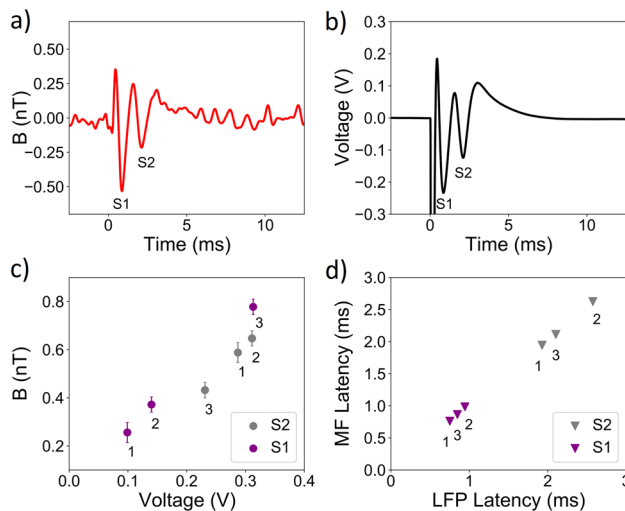 a)
0.50
0.25
0.00
−0.25
−0.50
B (nT)
S1
S2
0
5
10
Time (ms)
b)
0.3
0.2
0.1
0.0
−0.1
−0.2
−0.3
Voltage (V)
S1
S2
0
5
10
Time (ms)
c)
0.8
0.6
0.4
0.2
B (nT)
1
2
3
1
2
3
S2
S1
0.0
0.1
0.2
0.3
0.4
Voltage (V)
d)
3.0
2.5
2.0
1.5
1.0
0.5
0.0
MF Latency (ms)
1
3
2
1
3
2
S2
S1
0
1
2
3
LFP Latency (ms)